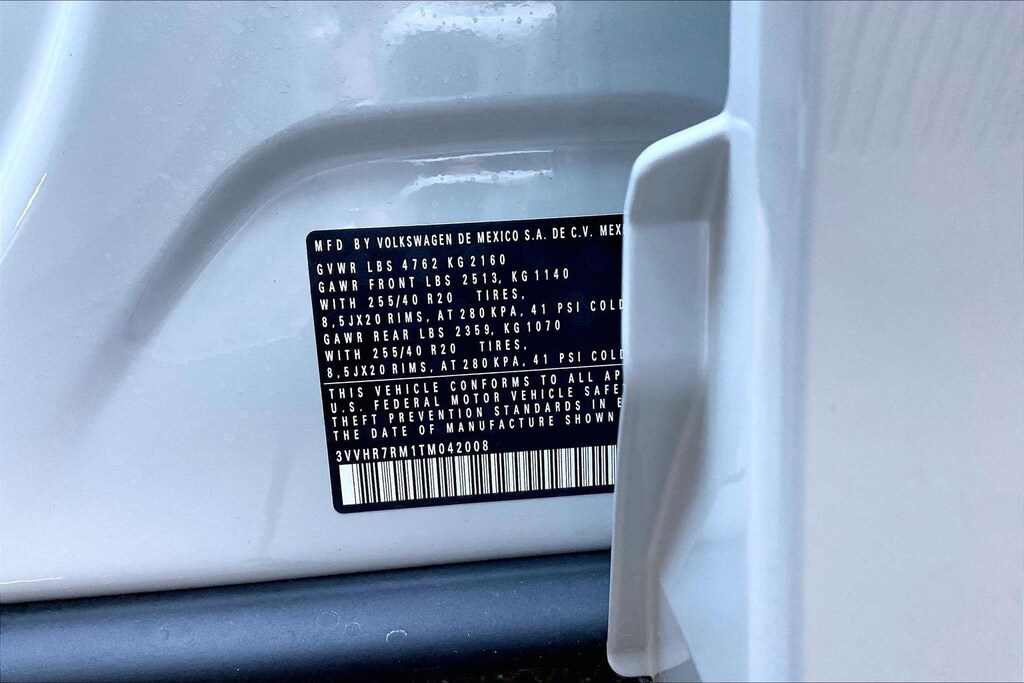 MFD BY VOLKSWAGEN DE MEXICO S.A. DE C.V.
GVWR LBS 4762 KG 2160
GAWR FRONT LBS 2513, KG 1140
WITH 255/40 R20 TIRES,
8,5JX20 RIMS, AT 280 KPA, 41 PSI COLD
GAWR REAR LBS 2359, KG 1070
WITH 255/40 R20 TIRES,
8,5JX20 RIMS, AT 280 KPA, 41 PSI COLD
THIS VEHICLE CONFORMS TO ALL
U.S. FEDERAL MOTOR VEHICLE
THEFT PREVENTION STANDARDS IN
THE DATE OF MANUFACTURE SHOWN
3VVHR7RM1TM042008